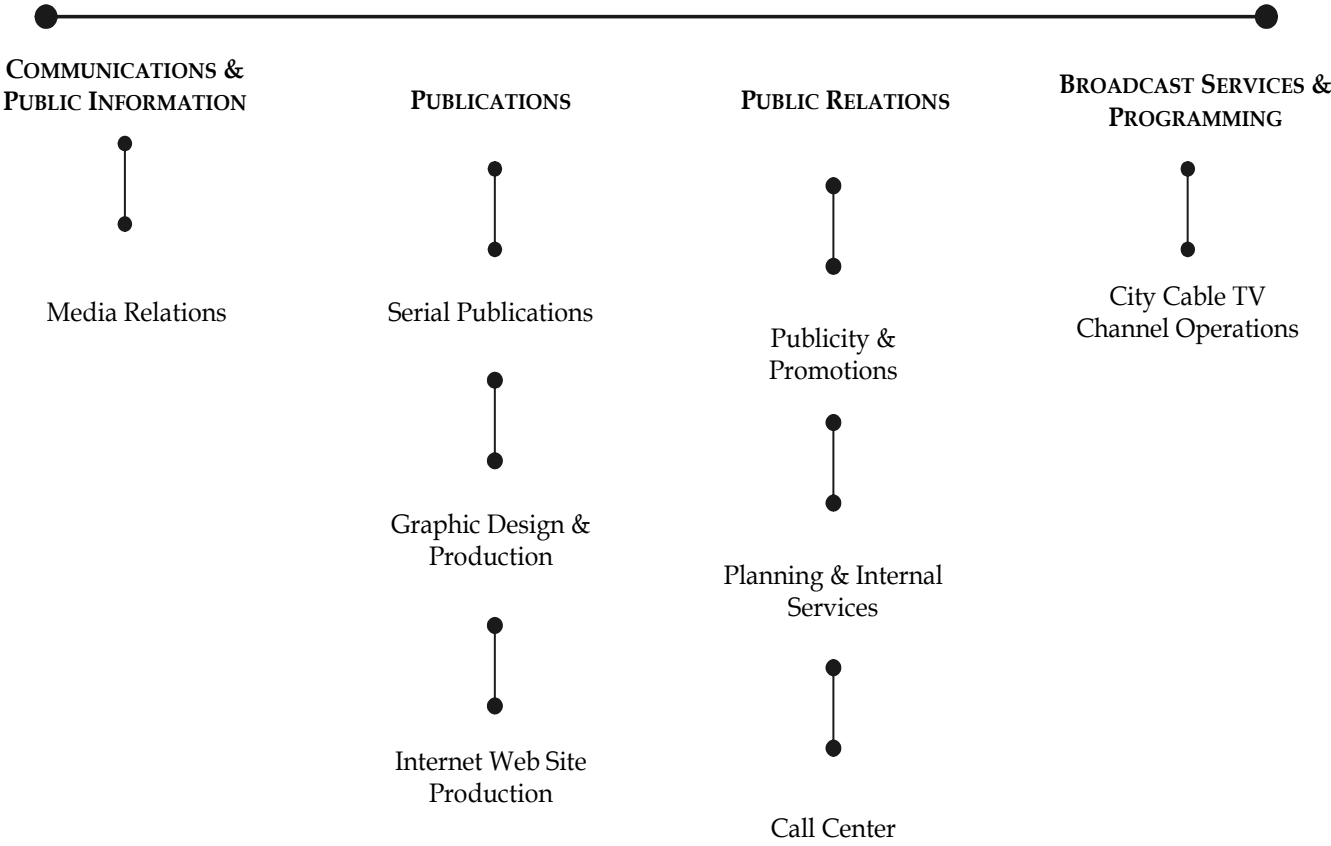 COMMUNICATIONS &
PUBLIC INFORMATION
Media Relations
PUBLICATIONS
Serial Publications
Graphic Design &
Production
Internet Web Site
Production
PUBLIC RELATIONS
Publicity &
Promotions
Planning & Internal
Services
Call Center
BROADCAST SERVICES &
PROGRAMMING
City Cable TV
Channel Operations